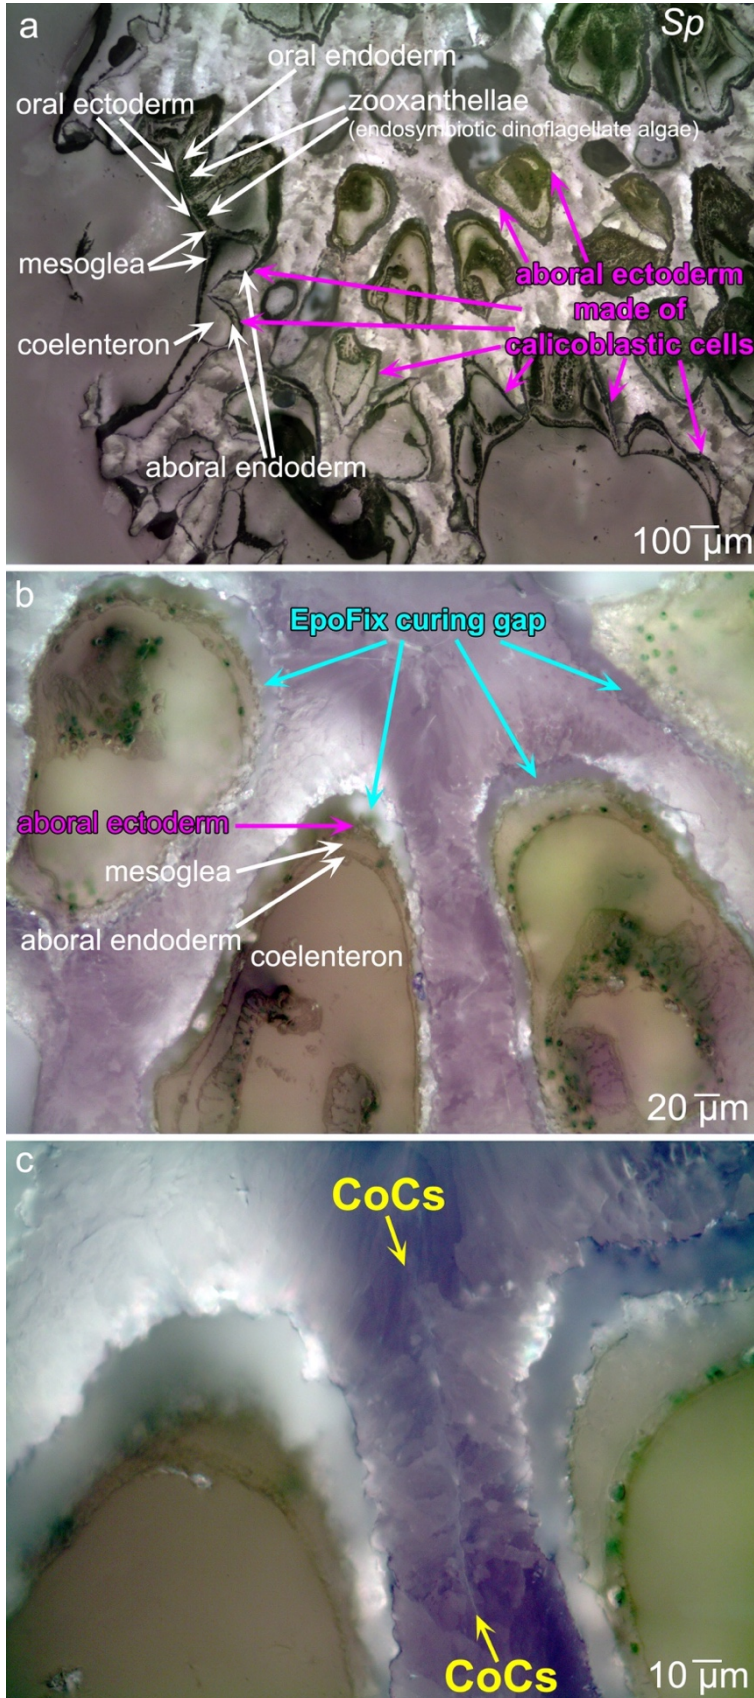 a
Sp
oral endoderm
oral ectoderm
zooxanthellae
(endosymbiotic dinoflagellate algae)
mesoglea
aboral ectoderm
made of
calicoblastic cells
coelenteron
aboral endoderm
100 µm
b
EpoFix curing gap
aboral ectoderm
mesoglea
aboral endoderm
coelenteron
20 µm
c
CoCs
CoCs
10 µm